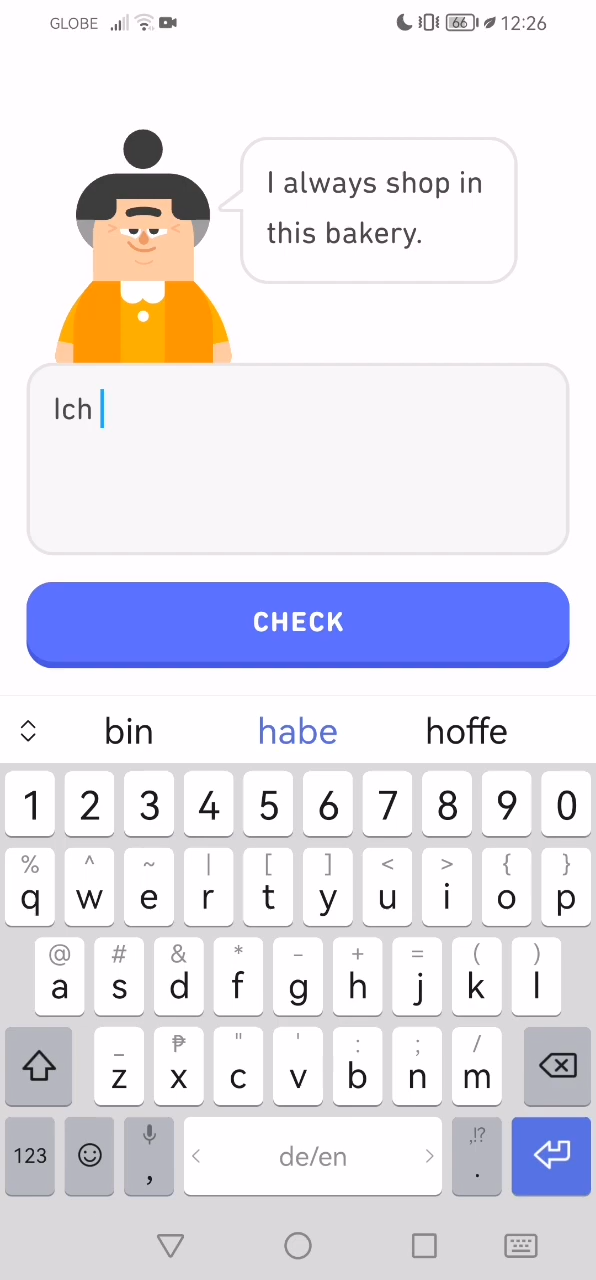 GLOBE 66 12:26
I always shop in
this bakery.
Ich
CHECK
bin habe hoffe
1 2 3 4 5 6 7 8 9 0
% ^ ~ | [ ] < > { }
q w e r t y u i o p
@ # & * - + = ( )
a s d f g h j k l
_ ₱ " ' : ; /
z x c v b n m
,!?
123 , < de/en > .